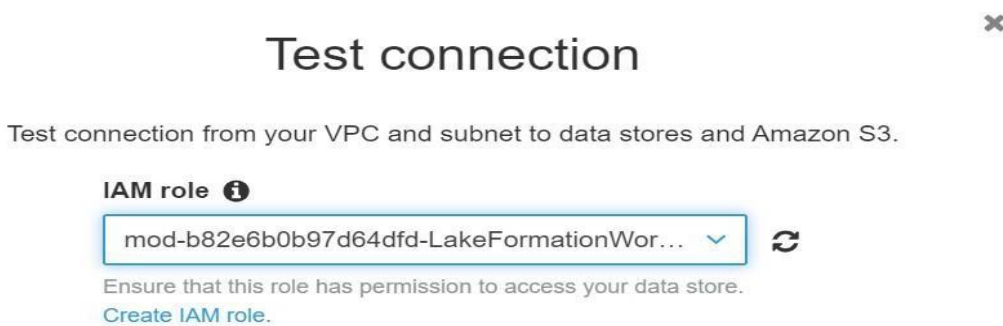 Test connection
Test connection from your VPC and subnet to data stores and Amazon S3.
IAM role
mod-b82e6b0b97d64dfd-LakeFormationWor...
Ensure that this role has permission to access your data store.
Create IAM role.